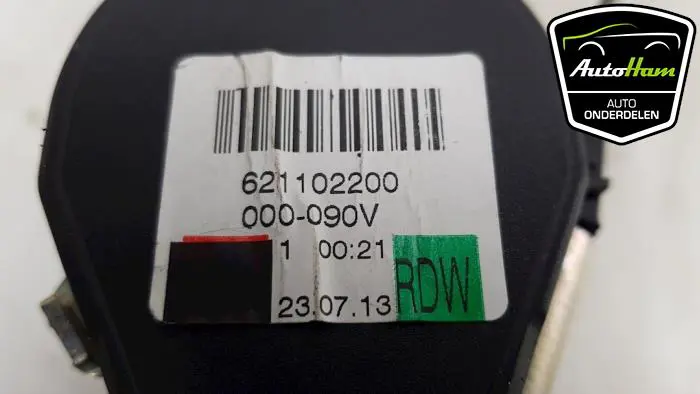 AutoHam
AUTO
ONDERDELEN
621102200
000-090V
1 00:21
23.07.13
RDW